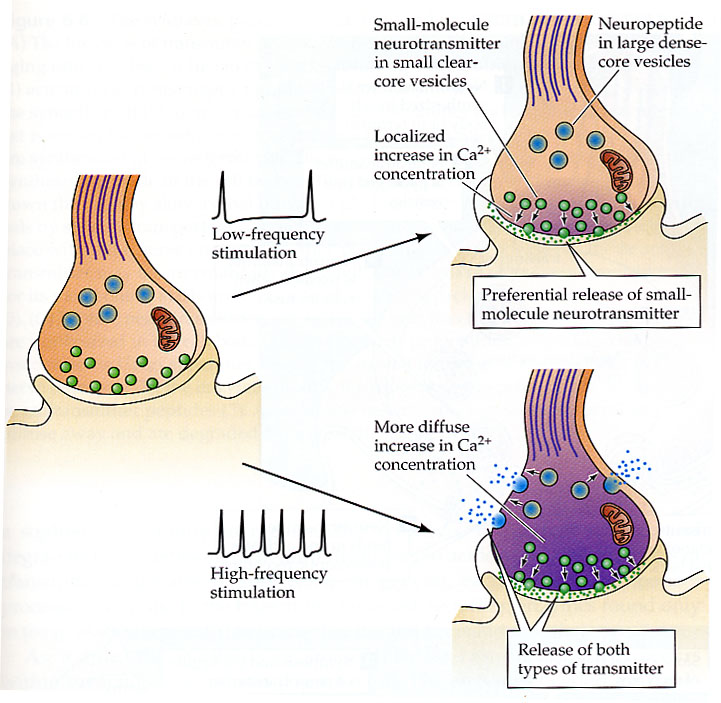 Small-molecule
neurotransmitter
in small clear-
core vesicles
Neuropeptide
in large dense-
core vesicles
Localized
increase in Ca²⁺
concentration
Low-frequency
stimulation
Preferential release of small-
molecule neurotransmitter
More diffuse
increase in Ca²⁺
concentration
High-frequency
stimulation
Release of both
types of transmitter